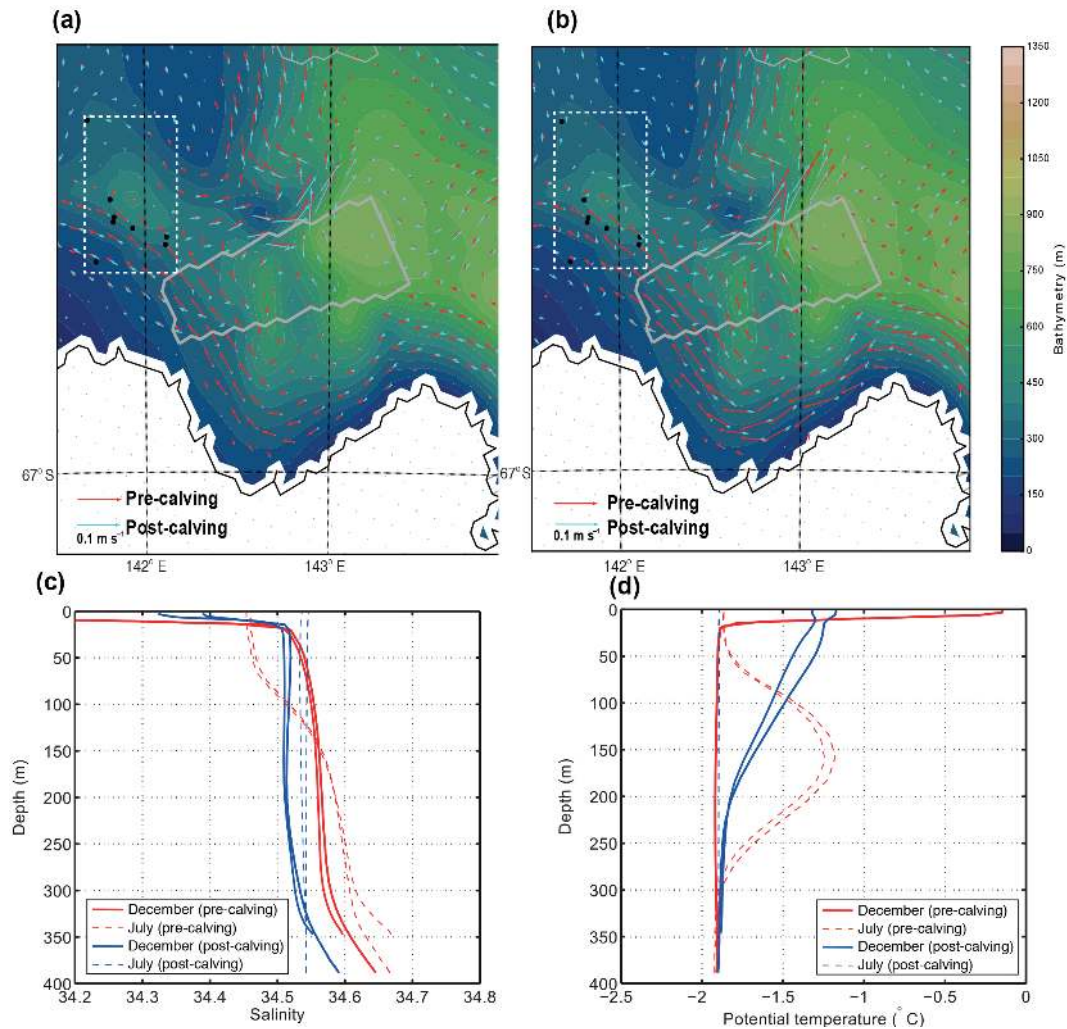 (a)
(b)
67° S
Pre-calving
Post-calving
0.1 m s⁻¹
142° E
143° E
Pre-calving
Post-calving
0.1 m s⁻¹
142° E
143° E
1350
1200
1050
900
750
600
450
300
150
0
Bathymetry (m)
(c)
0
50
100
150
200
250
300
350
400
Depth (m)
34.2
34.3
34.4
34.5
34.6
34.7
34.8
Salinity
December (pre-calving)
July (pre-calving)
December (post-calving)
July (post-calving)
(d)
0
50
100
150
200
250
300
350
400
Depth (m)
−2.5
−2
−1.5
−1
−0.5
0
Potential temperature (°C)
December (pre-calving)
July (pre-calving)
December (post-calving)
July (post-calving)